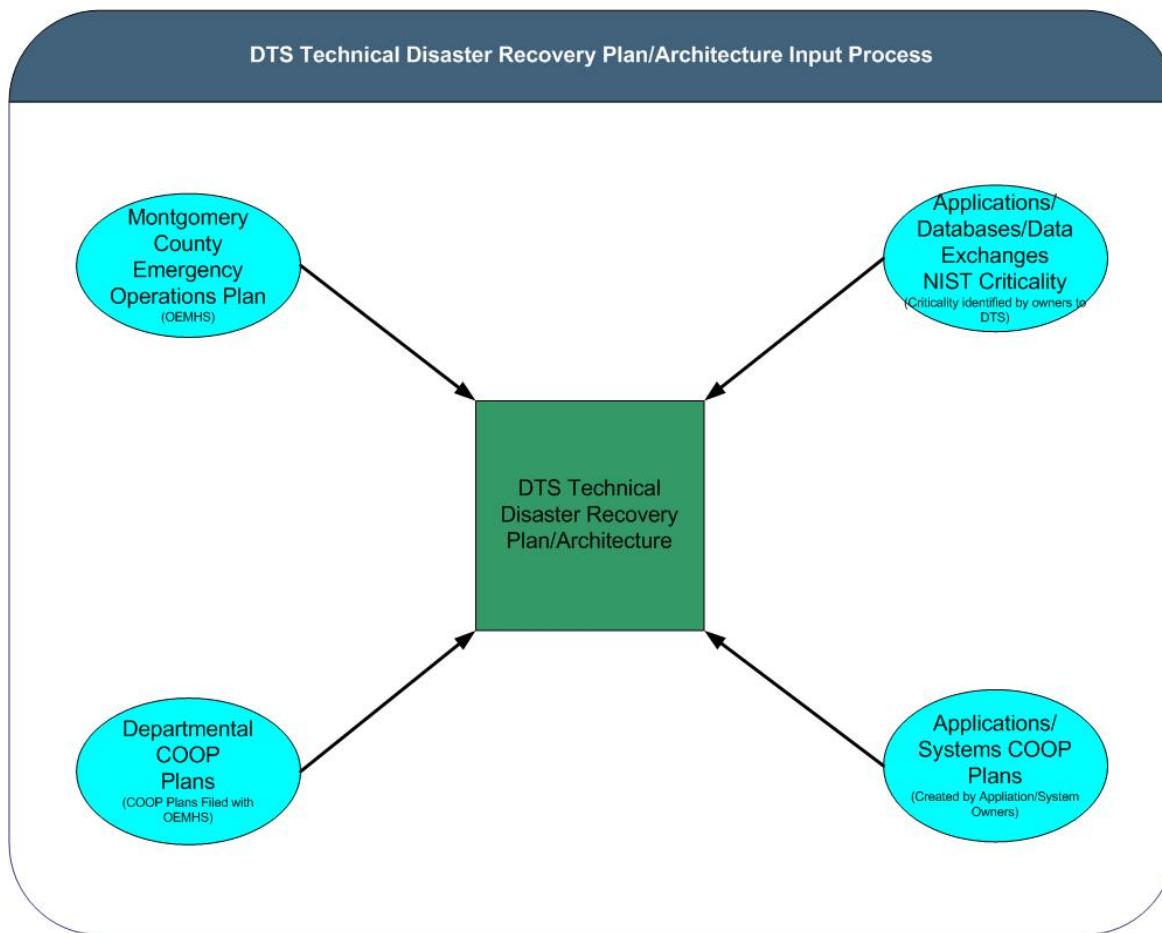 DTS Technical Disaster Recovery Plan/Architecture Input Process
Montgomery
County
Emergency
Operations Plan
(OEMHS)
Applications/
Databases/Data
Exchanges
NIST Criticality
(Criticality identified by owners to
DTS)
DTS Technical
Disaster Recovery
Plan/Architecture
Departmental
COOP
Plans
(COOP Plans Filed with
OEMHS)
Applications/
Systems COOP
Plans
(Created by Appliation/System
Owners)